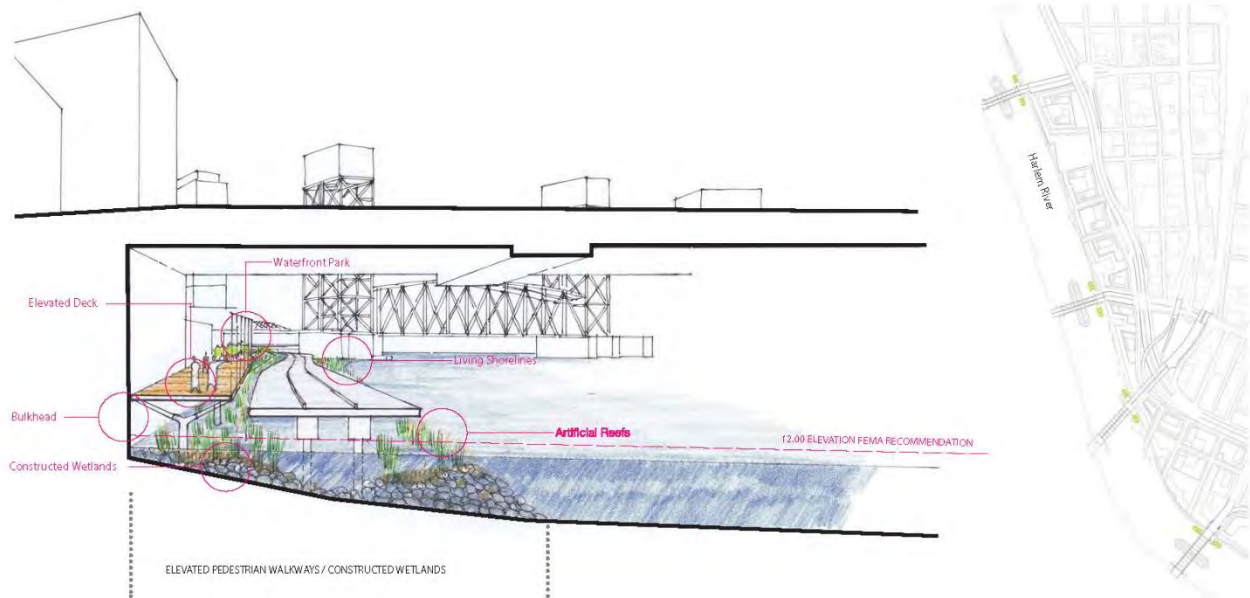 Waterfront Park
Elevated Deck
Living Shorelines
Bulkhead
Artificial Reefs
12.00 ELEVATION FEMA RECOMMENDATION
Constructed Wetlands
ELEVATED PEDESTRIAN WALKWAYS / CONSTRUCTED WETLANDS
Harlem River